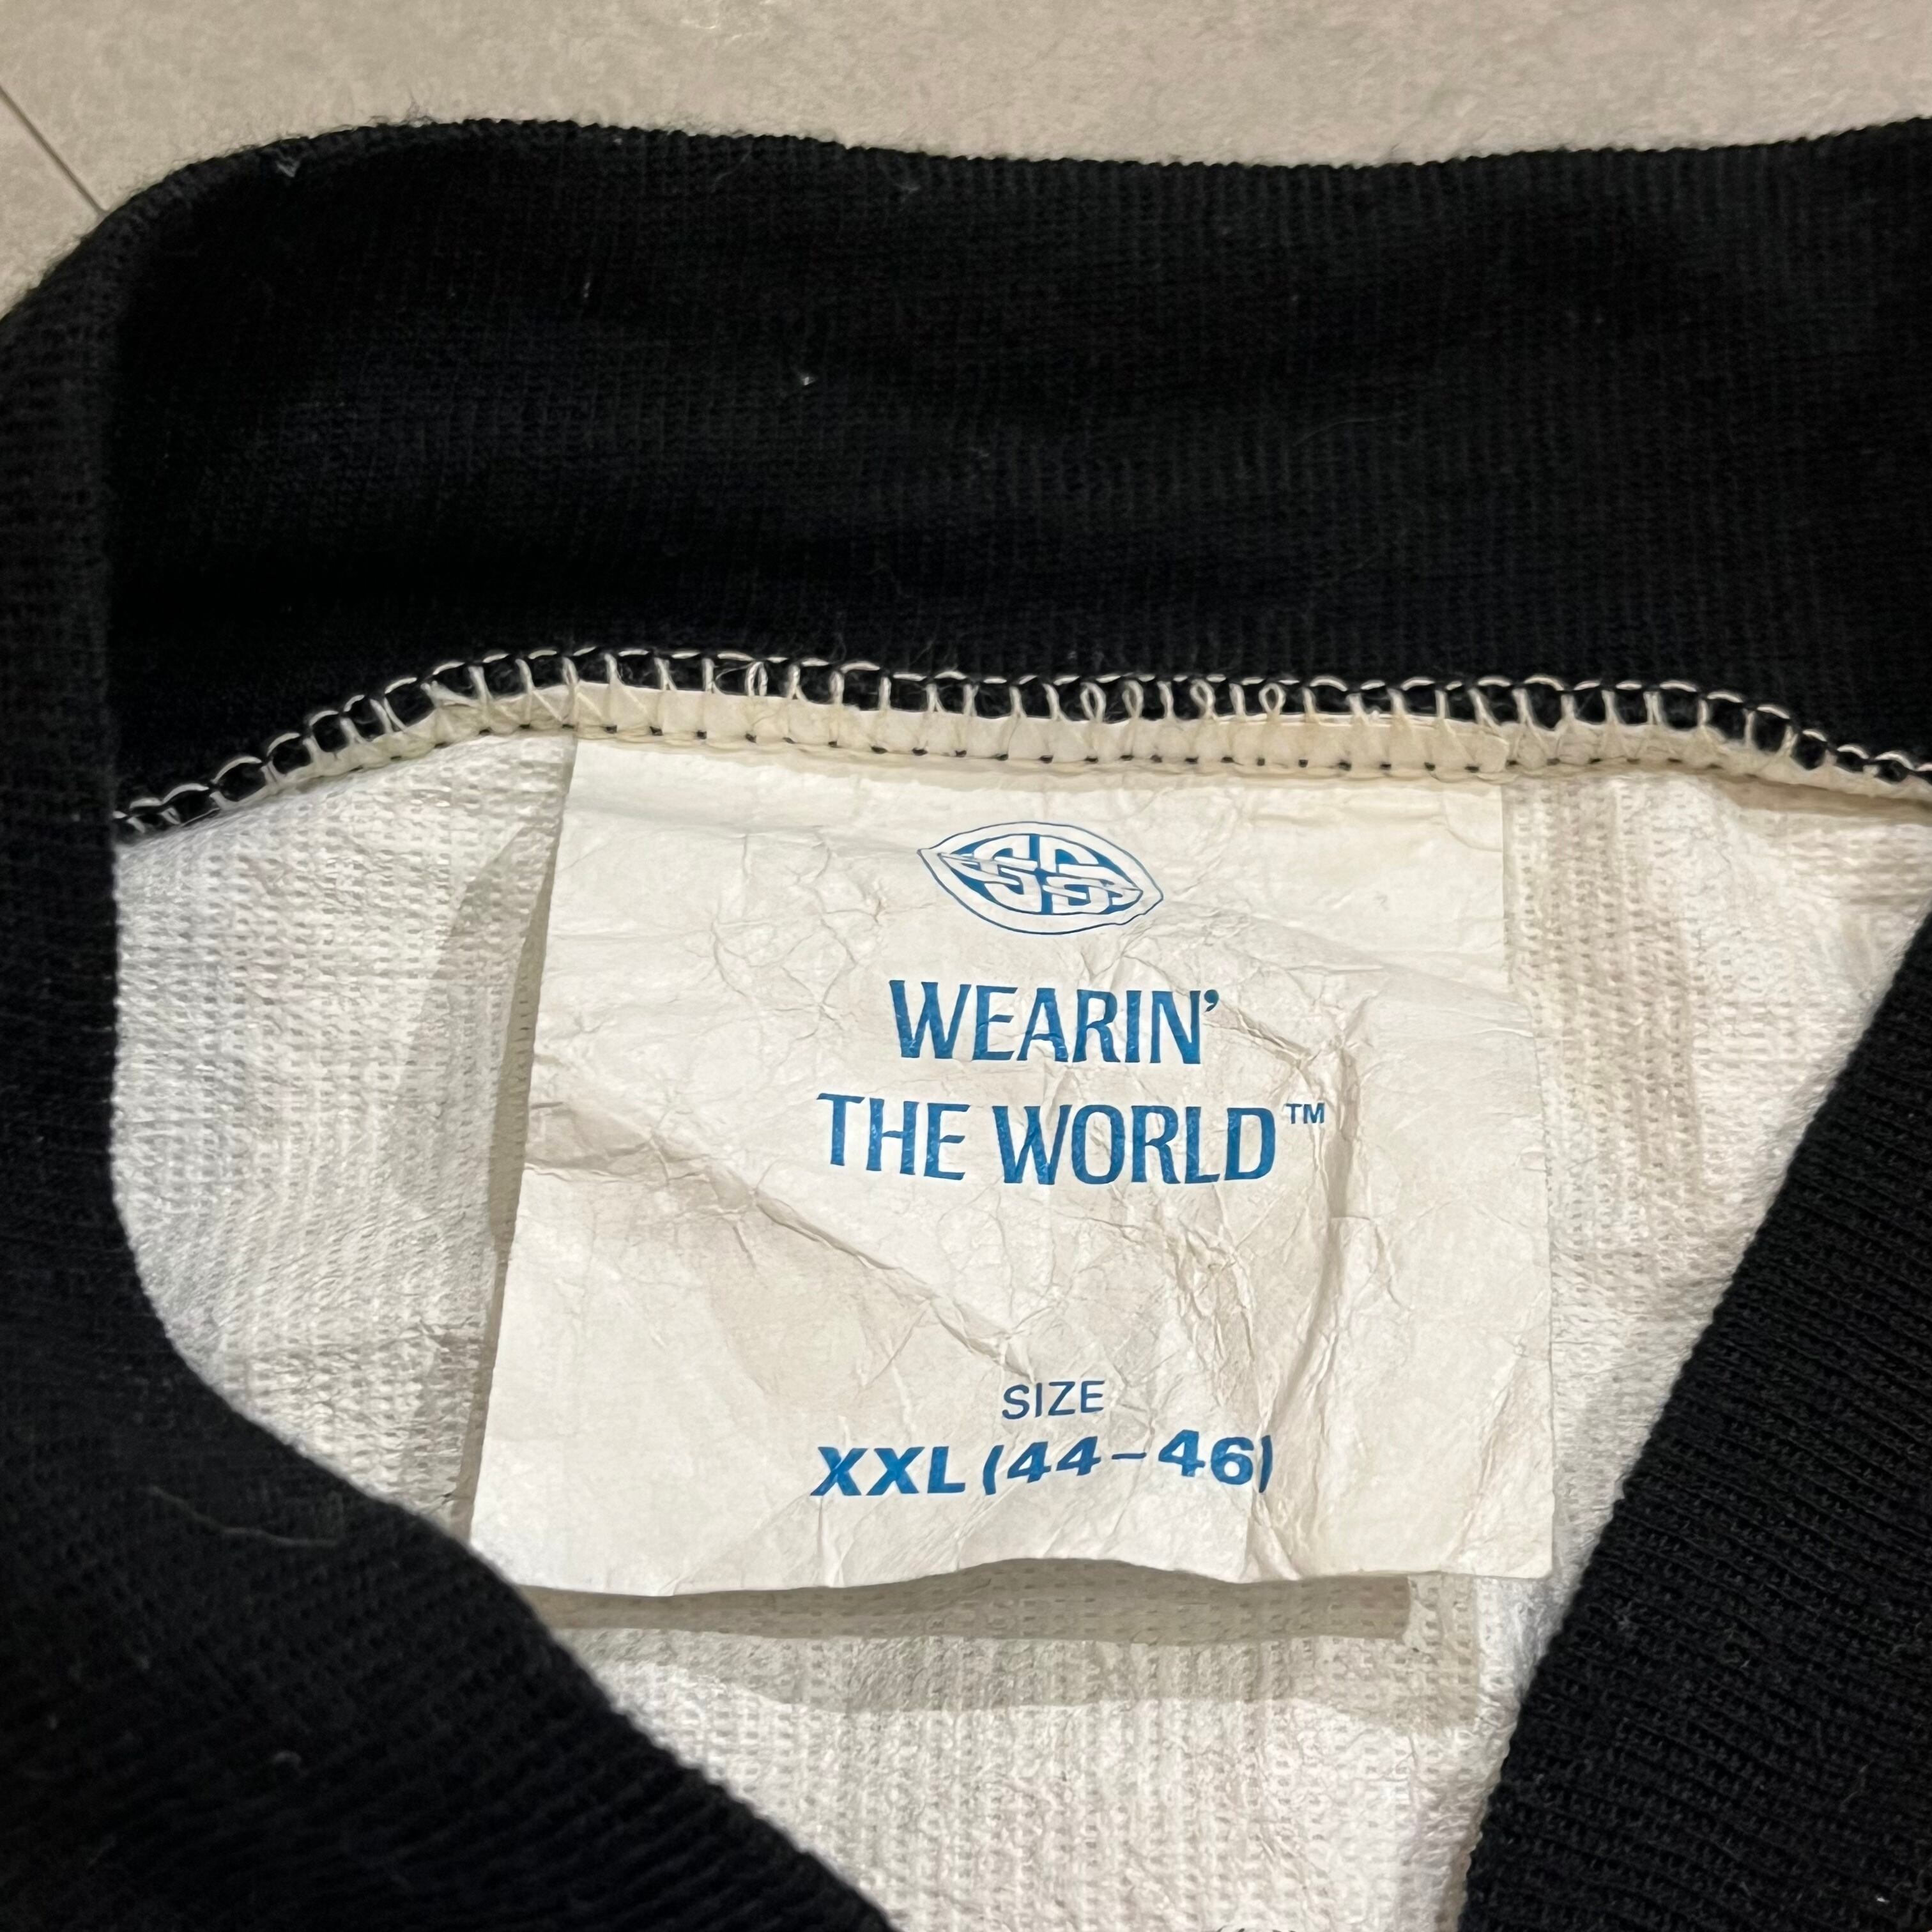 WEARIN’
THE WORLD™
SIZE
XXL (44-46)